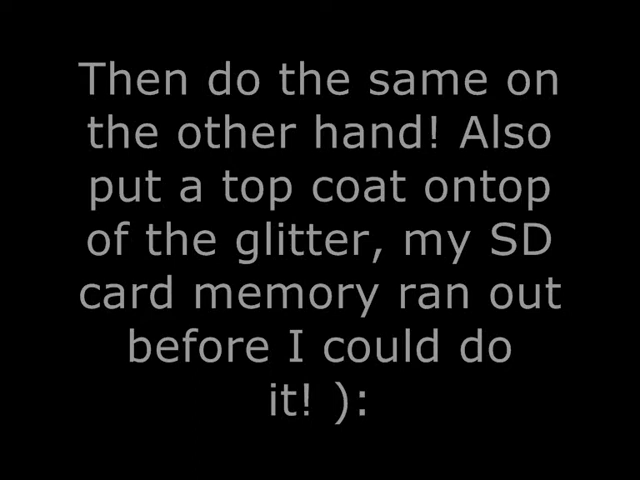 Then do the same on
the other hand! Also
put a top coat ontop
of the glitter, my SD
card memory ran out
before I could do
it! ):